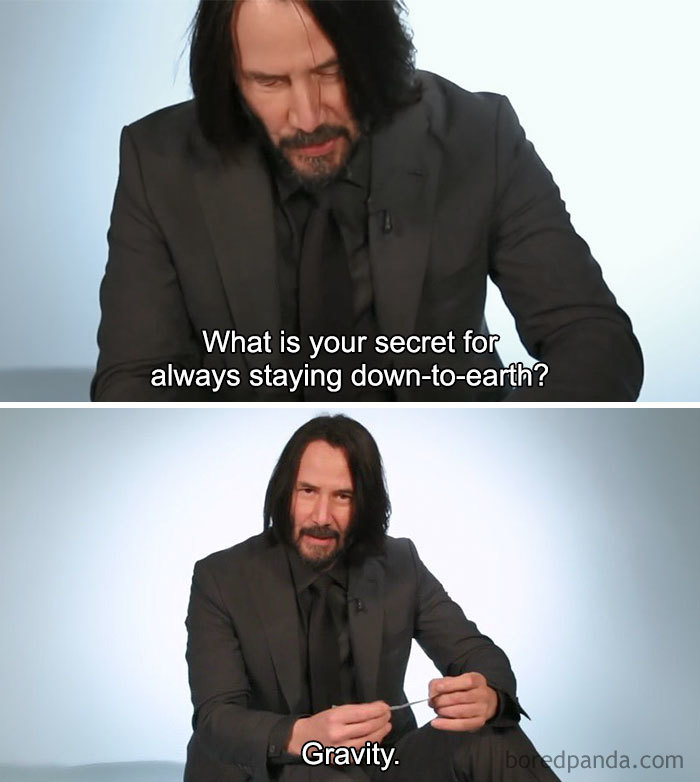 What is your secret for
always staying down-to-earth?
Gravity.
boredpanda.com